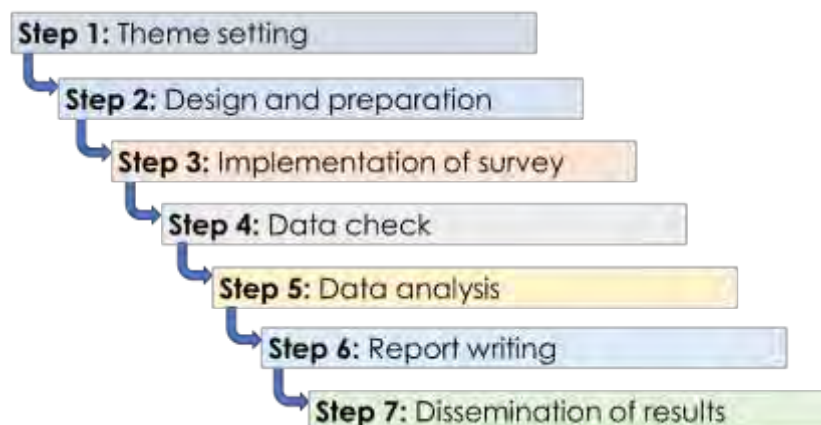 Step 1: Theme setting
Step 2: Design and preparation
Step 3: Implementation of survey
Step 4: Data check
Step 5: Data analysis
Step 6: Report writing
Step 7: Dissemination of results